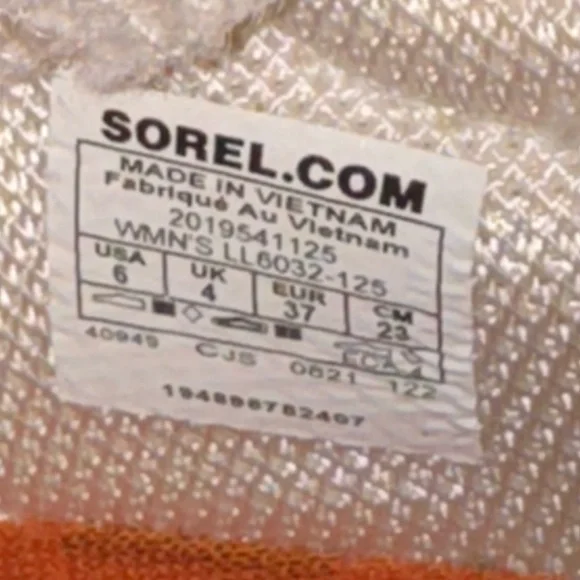 SOREL.COM
MADE IN VIETNAM
Fabriqué Au Vietnam
2019541125
WMN'S LL6032-125
USA UK EUR CM
6 4 37 23
40949 CJS 0821 122
194896782407